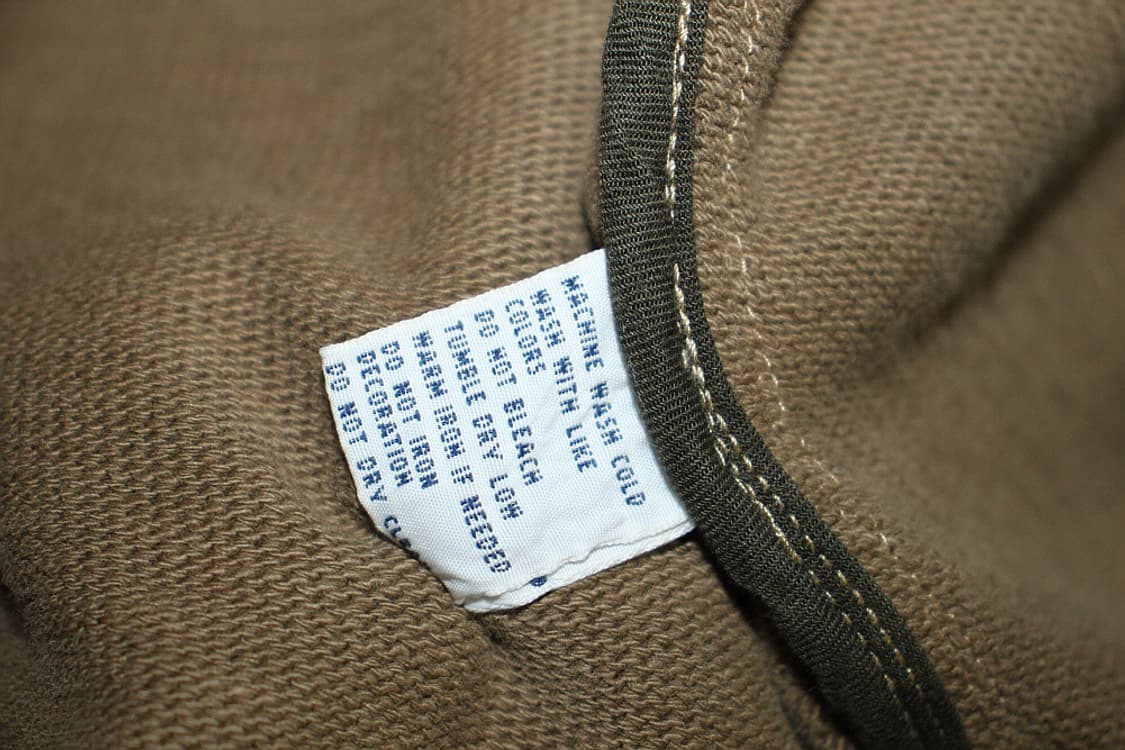 MACHINE WASH COLD
WASH WITH LIKE
COLORS
DO NOT BLEACH
TUMBLE DRY LOW
WARM IRON IF NEEDED
DO NOT IRON
DECORATION
DO NOT DRY